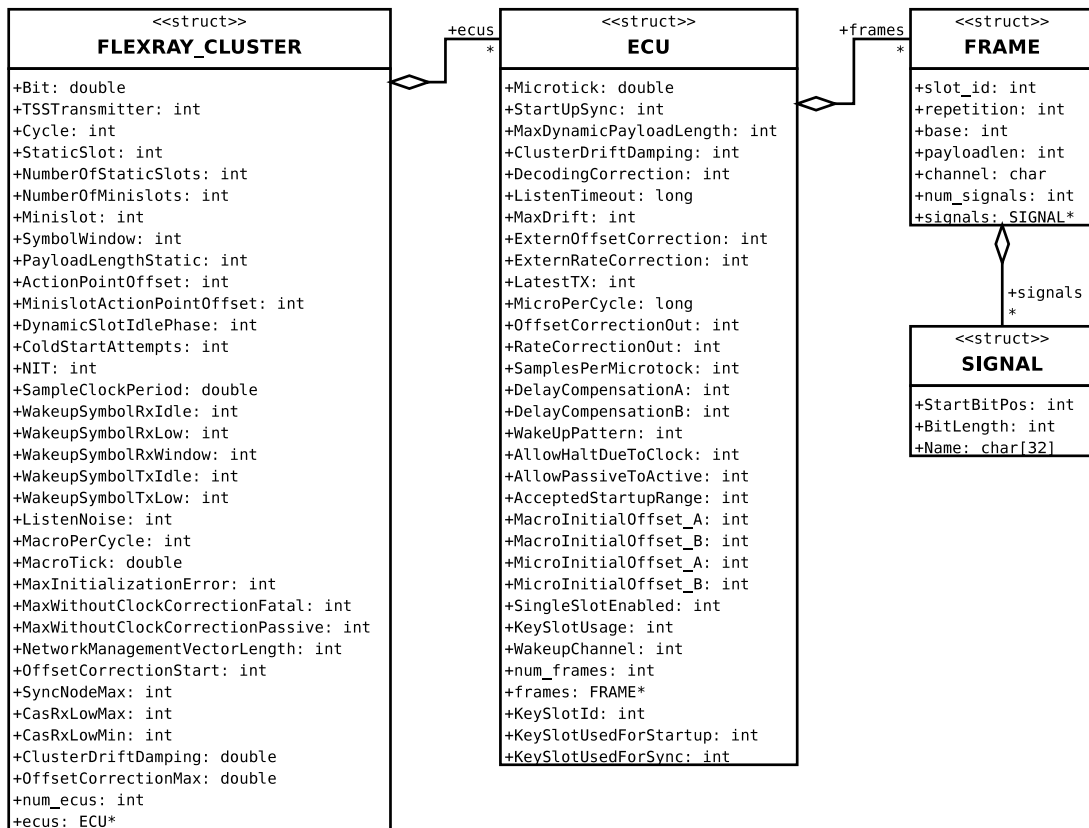 <<struct>>
FLEXRAY_CLUSTER
+Bit: double
+TSSTransmitter: int
+Cycle: int
+StaticSlot: int
+NumberOfStaticSlots: int
+NumberOfMinislots: int
+Minislot: int
+SymbolWindow: int
+PayloadLengthStatic: int
+ActionPointOffset: int
+MinislotActionPointOffset: int
+DynamicSlotIdlePhase: int
+ColdStartAttempts: int
+NIT: int
+SampleClockPeriod: double
+WakeupSymbolRxIdle: int
+WakeupSymbolRxLow: int
+WakeupSymbolRxWindow: int
+WakeupSymbolTxIdle: int
+WakeupSymbolTxLow: int
+ListenNoise: int
+MacroPerCycle: int
+MacroTick: double
+MaxInitializationError: int
+MaxWithoutClockCorrectionFatal: int
+MaxWithoutClockCorrectionPassive: int
+NetworkManagementVectorLength: int
+OffsetCorrectionStart: int
+SyncNodeMax: int
+CasRxLowMax: int
+CasRxLowMin: int
+ClusterDriftDamping: double
+OffsetCorrectionMax: double
+num_ecus: int
+ecus: ECU*
+ecus
*
<<struct>>
ECU
+Microtick: double
+StartUpSync: int
+MaxDynamicPayloadLength: int
+ClusterDriftDamping: int
+DecodingCorrection: int
+ListenTimeout: long
+MaxDrift: int
+ExternOffsetCorrection: int
+ExternRateCorrection: int
+LatestTX: int
+MicroPerCycle: long
+OffsetCorrectionOut: int
+RateCorrectionOut: int
+SamplesPerMicrotock: int
+DelayCompensationA: int
+DelayCompensationB: int
+WakeUpPattern: int
+AllowHaltDueToClock: int
+AllowPassiveToActive: int
+AcceptedStartupRange: int
+MacroInitialOffset_A: int
+MacroInitialOffset_B: int
+MicroInitialOffset_A: int
+MicroInitialOffset_B: int
+SingleSlotEnabled: int
+KeySlotUsage: int
+WakeupChannel: int
+num_frames: int
+frames: FRAME*
+KeySlotId: int
+KeySlotUsedForStartup: int
+KeySlotUsedForSync: int
+frames
*
<<struct>>
FRAME
+slot_id: int
+repetition: int
+base: int
+payloadlen: int
+channel: char
+num_signals: int
+signals: SIGNAL*
+signals
*
<<struct>>
SIGNAL
+StartBitPos: int
+BitLength: int
+Name: char[32]